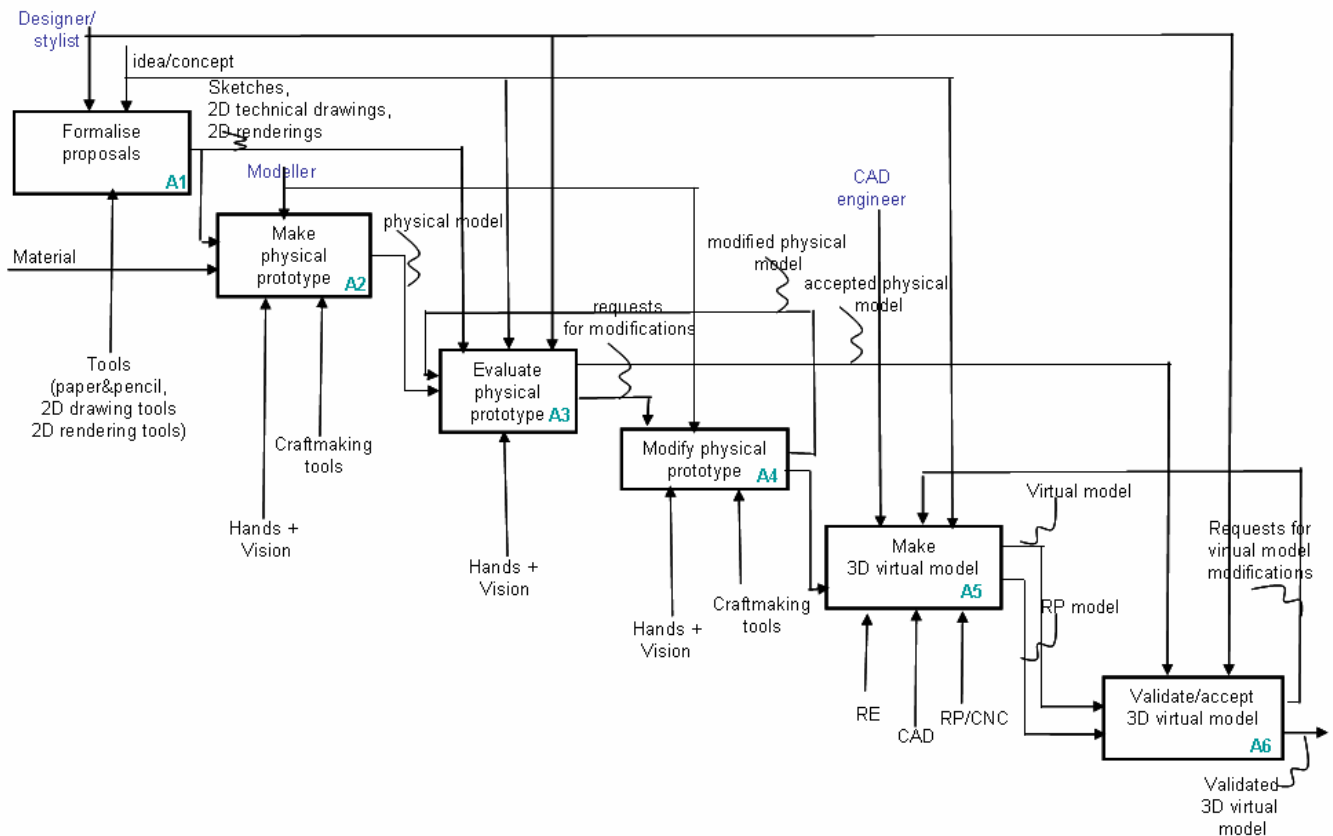 Designer/
stylist
idea/concept
Sketches,
2D technical drawings,
2D renderings
Formalise
proposals
A1
Modeller
CAD
engineer
Make
physical
prototype
A2
physical model
modified physical
model
Material
accepted physical
model
requests
for modifications
Tools
(paper&pencil,
2D drawing tools
2D rendering tools)
Evaluate
physical
prototype
A3
Craftmaking
tools
Modify physical
prototype
A4
Hands +
Vision
Virtual model
Requests for
virtual model
modifications
Make
3D virtual model
A5
Hands +
Vision
Craftmaking
tools
Hands +
Vision
RP model
RE
CAD
RP/CNC
Validate/accept
3D virtual model
A6
Validated
3D virtual
model